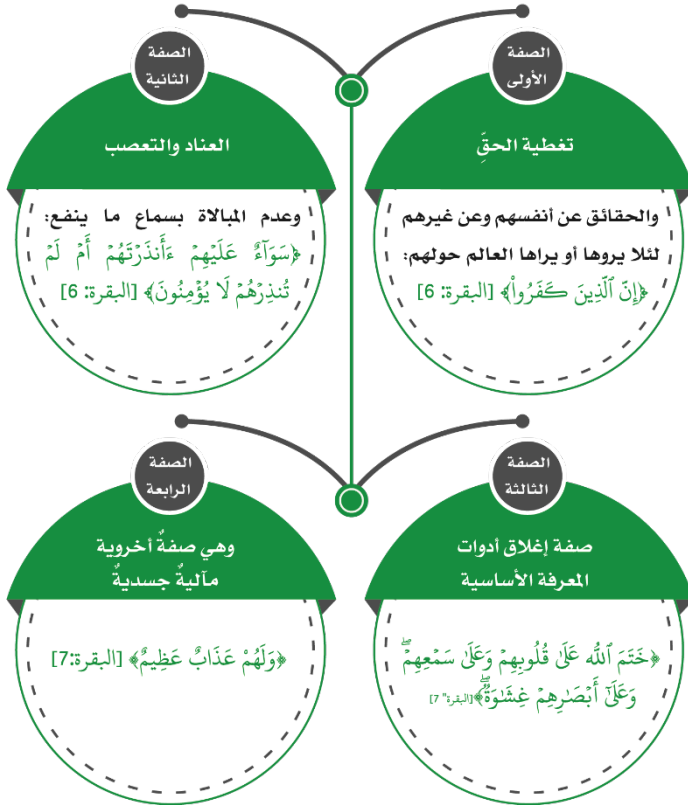 الصفة
الأولى
تغطية الحقِّ
والحقائق عن أنفسهم وعن غيرهم
لئلا يروها أو يراها العالم حولهم:
﴿إِنَّ ٱلَّذِينَ كَفَرُواْ﴾ [البقرة: 6]
الصفة
الثانية
العناد والتعصب
وعدم المبالاة بسماع ما ينفع:
﴿سَوَآءٌ عَلَيْهِمْ ءَأَنذَرْتَهُمْ أَمْ لَمْ
تُنذِرْهُمْ لَا يُؤْمِنُونَ﴾ [البقرة: 6]
الصفة
الثالثة
صفة إغلاق أدوات
المعرفة الأساسية
﴿خَتَمَ ٱللَّه عَلَىٰ قُلُوبِهِمْ وَعَلَىٰ سَمْعِهِمْۖ
وَعَلَىٰٓ أَبْصَٰرِهِمْ غِشَٰوَةٌۖ﴾ [البقرة" 7]
الصفة
الرابعة
وهي صفةٌ أخروية
مآليةٌ جسديةٌ
﴿وَلَهُمْ عَذَابٌ عَظِيمٌ﴾ [البقرة:7]